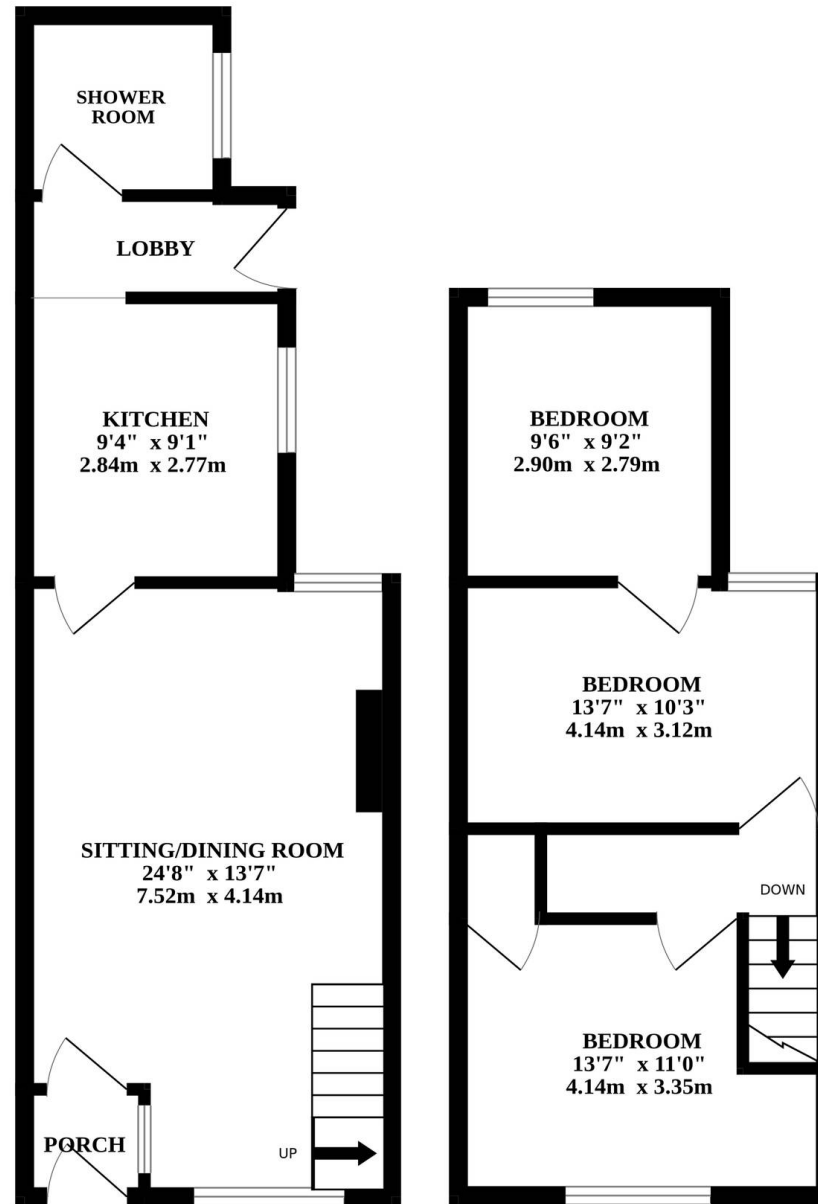 SHOWER
ROOM
LOBBY
KITCHEN
9'4" x 9'1"
2.84m x 2.77m
SITTING/DINING ROOM
24'8" x 13'7"
7.52m x 4.14m
PORCH
UP
BEDROOM
9'6" x 9'2"
2.90m x 2.79m
BEDROOM
13'7" x 10'3"
4.14m x 3.12m
DOWN
BEDROOM
13'7" x 11'0"
4.14m x 3.35m